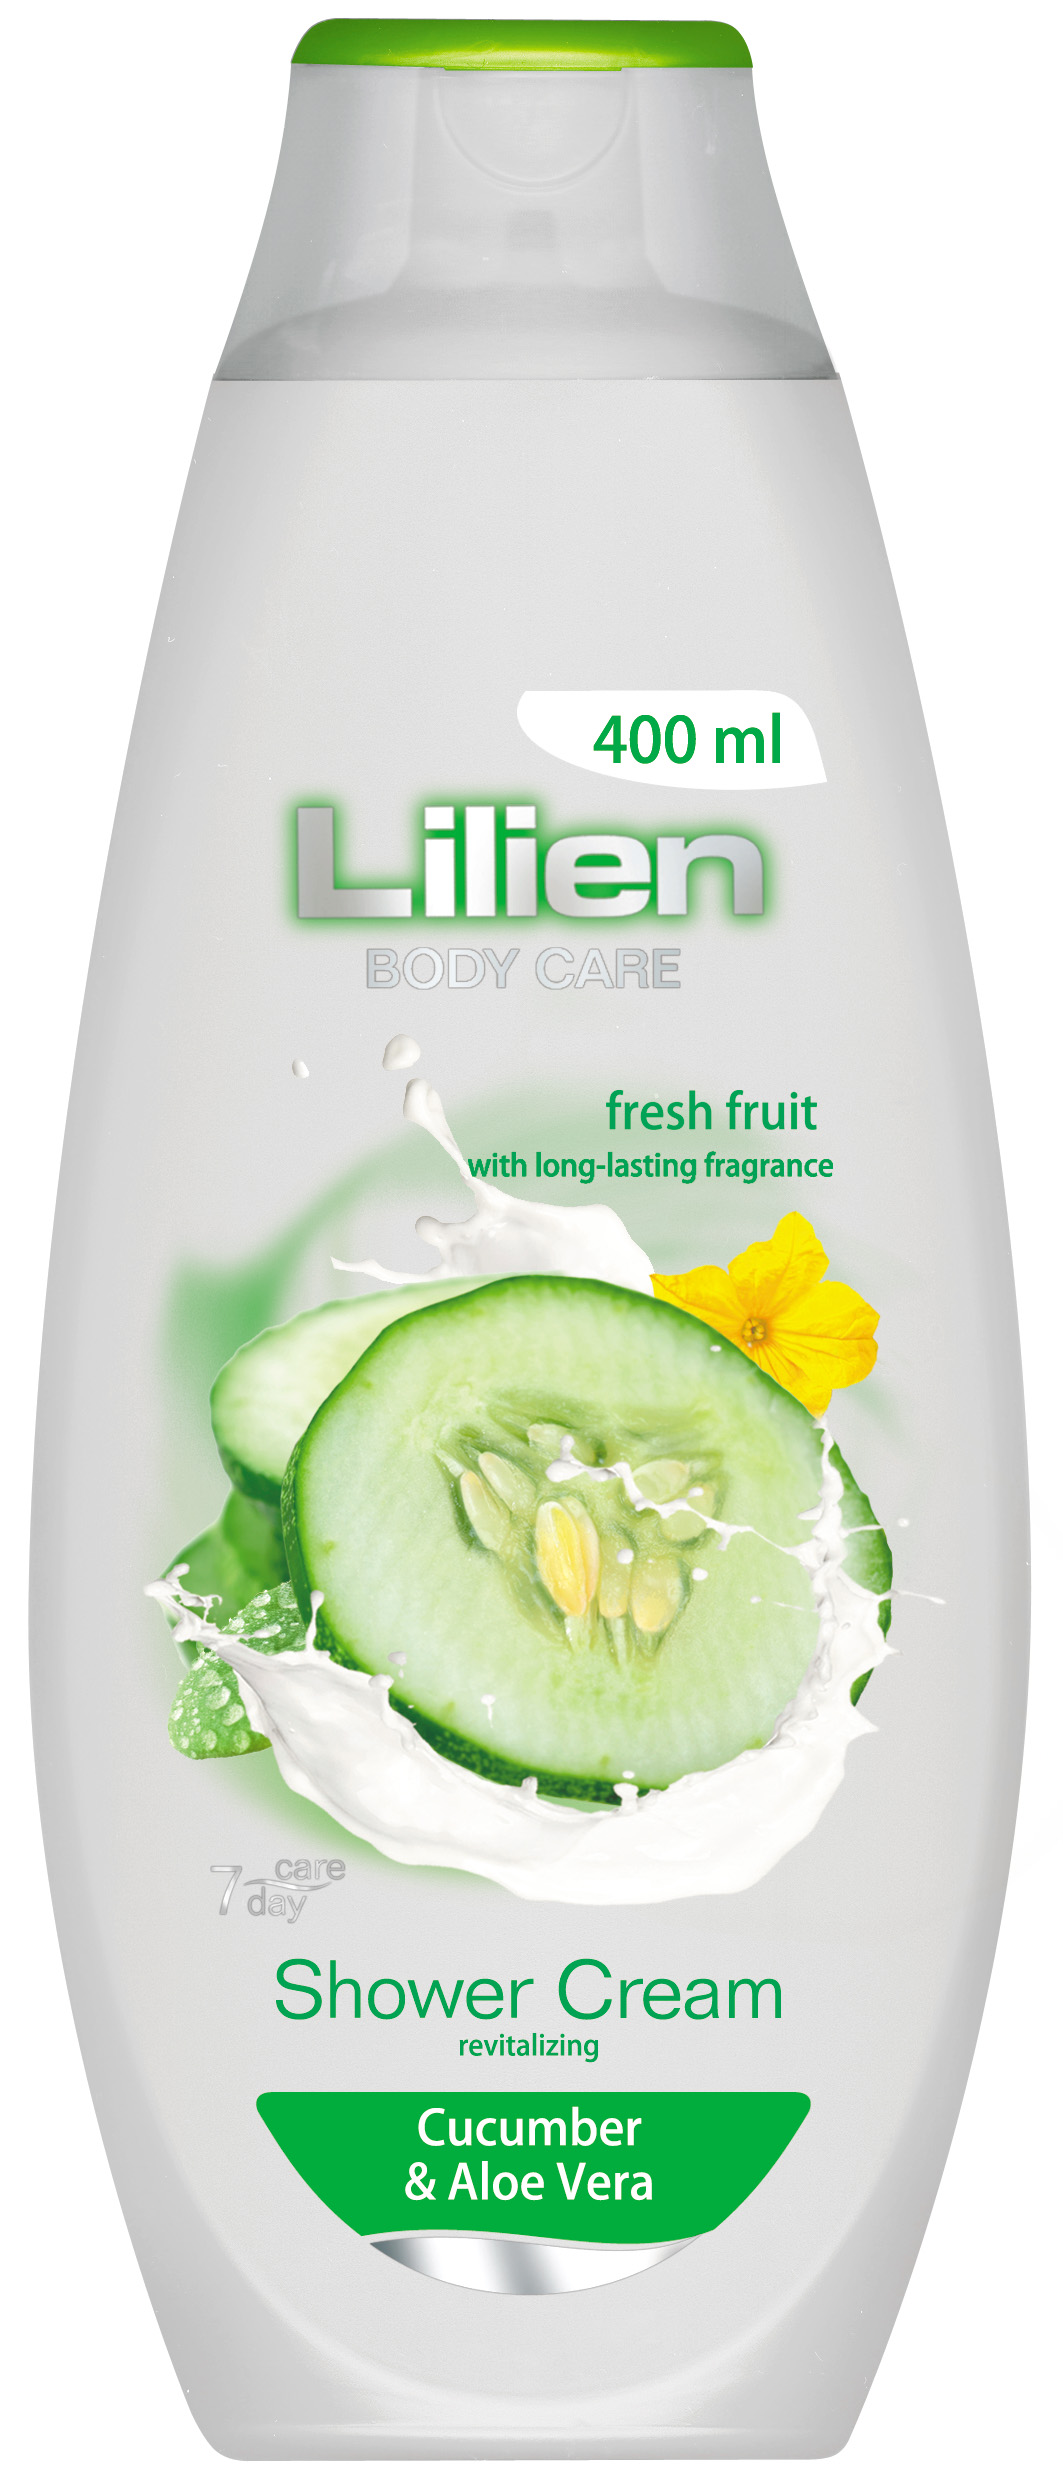 400 ml
Lilien
BODY CARE
fresh fruit
with long-lasting fragrance
7 care
day
Shower Cream
revitalizing
Cucumber
& Aloe Vera